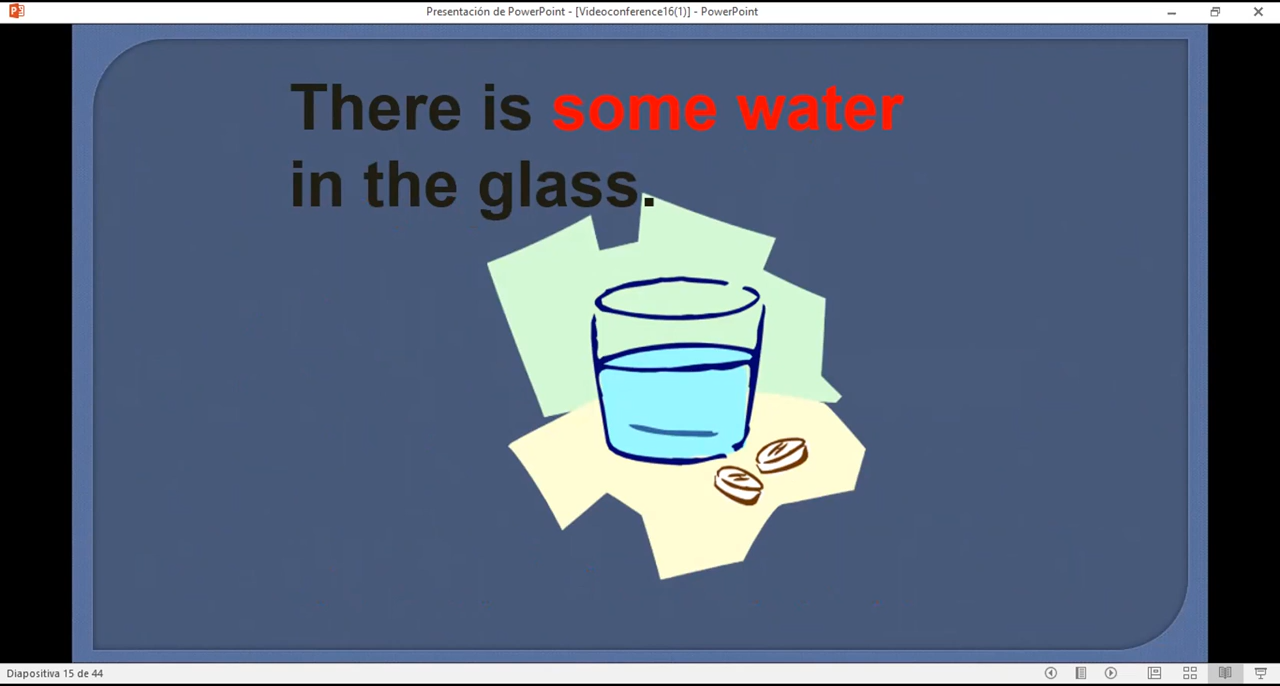 Presentación de PowerPoint - [Videoconference16(1)] - PowerPoint
There is some water
in the glass.
Diapositiva 15 de 44